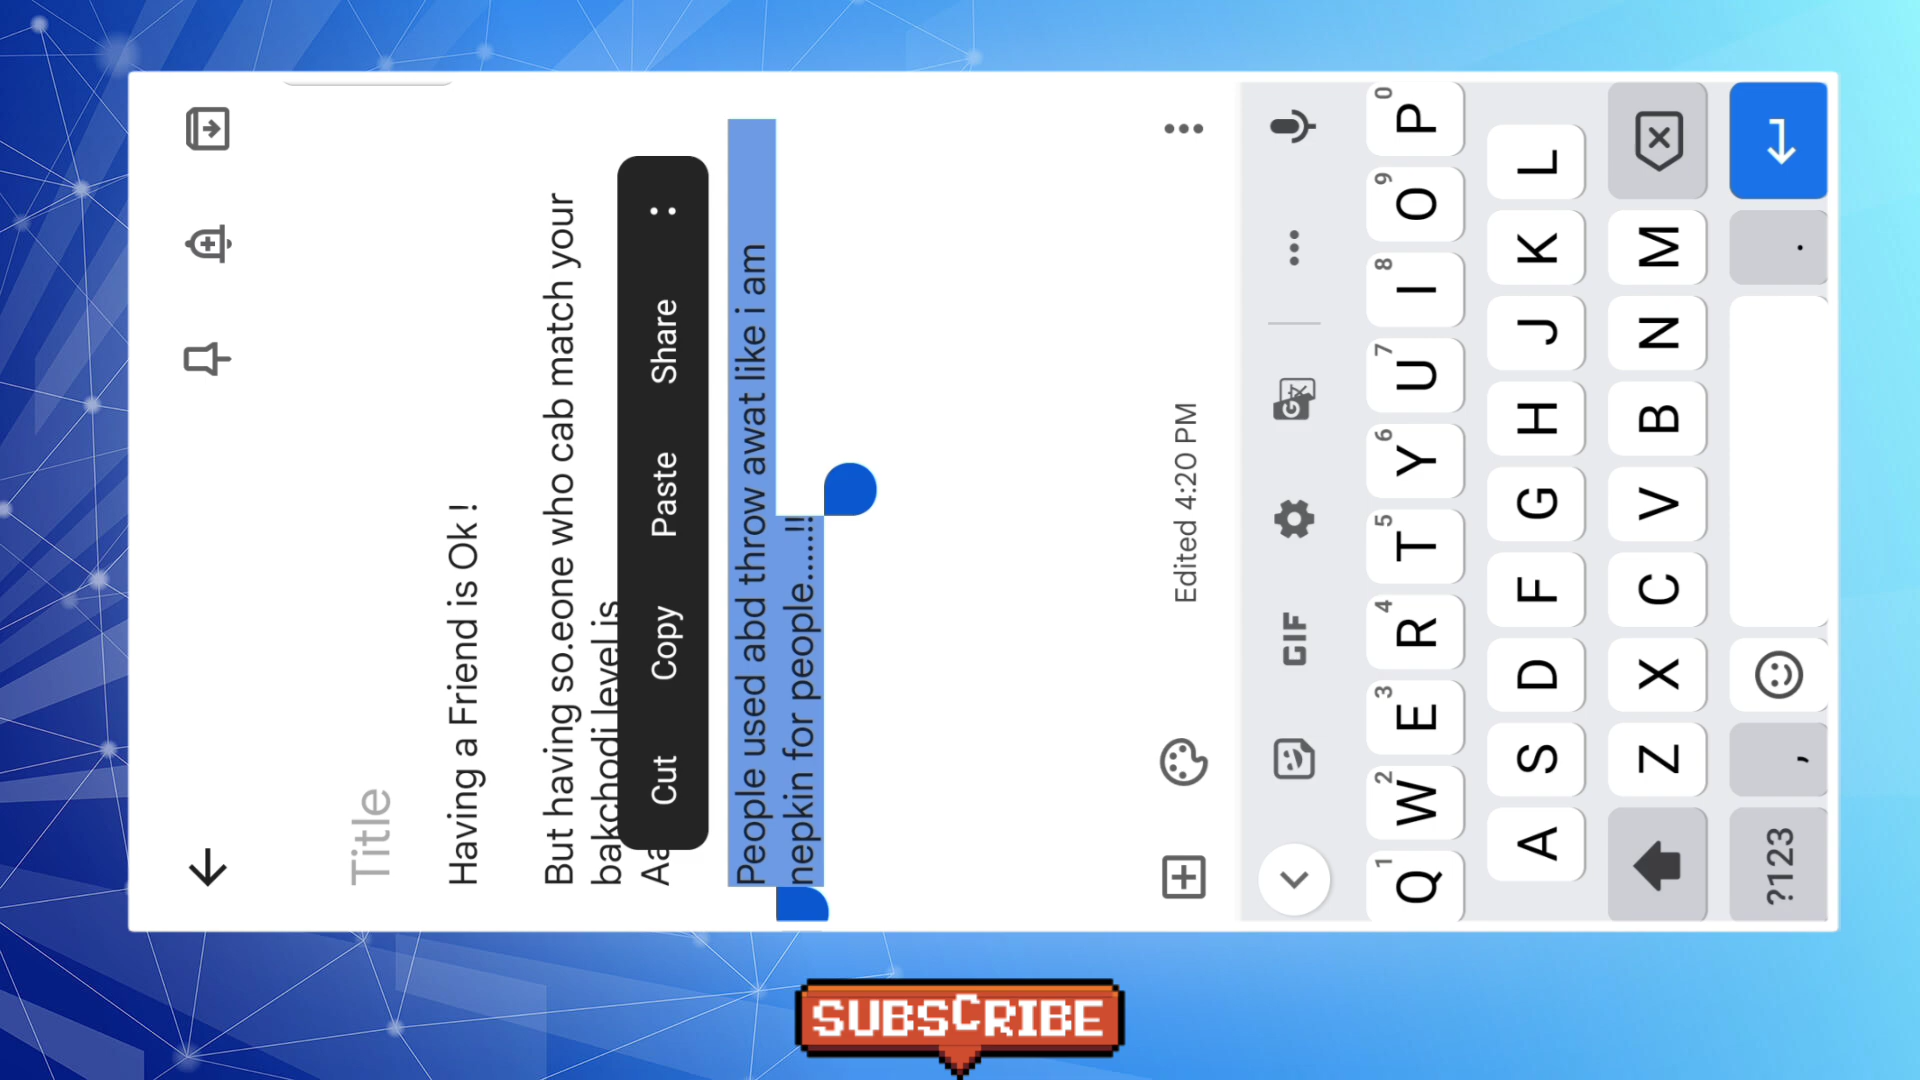 Title
Having a Friend is Ok !
But having so.eone who cab match your
bakchodi level is
Cut Copy Paste Share
People used abd throw awat like i am
nepkin for people......!!
Edited 4:20 PM
GIF
Q 1 W 2 E 3 R 4 T 5 Y 6 U 7 I 8 O 9 P 0
A S D F G H J K L
Z X C V B N M
?123 , .
SUBSCRIBE